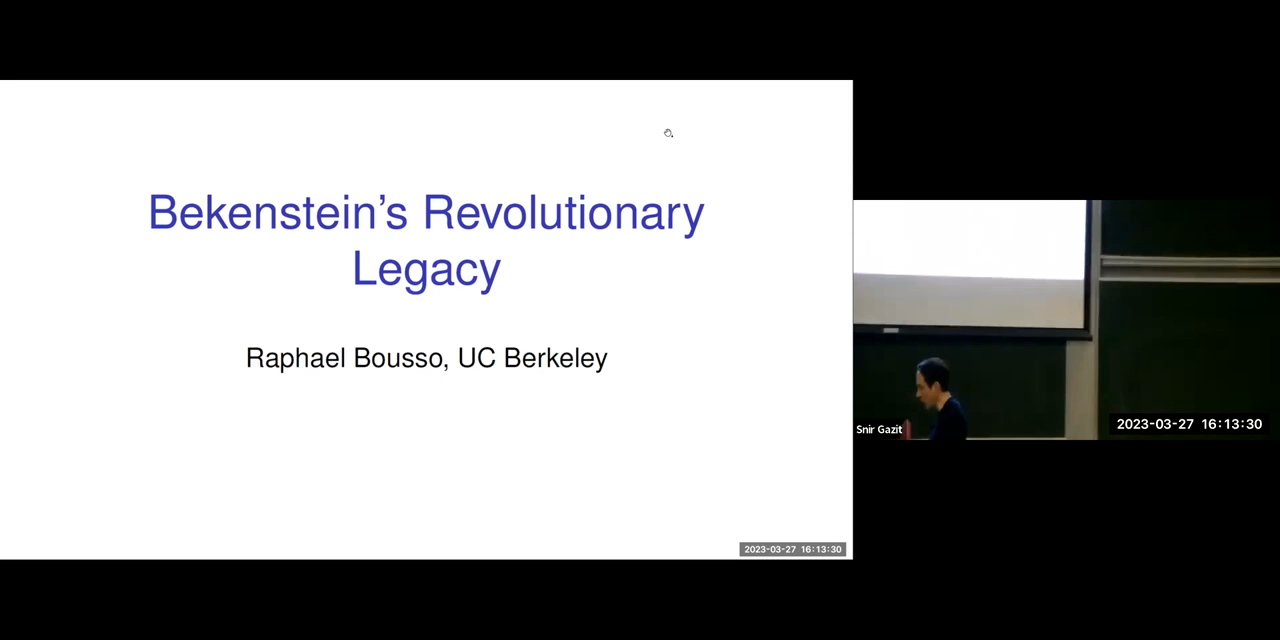 Bekenstein's Revolutionary
Legacy
Raphael Bousso, UC Berkeley
2023-03-27 16:13:30
Snir Gazit
2023-03-27 16:13:30